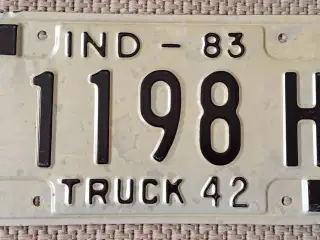 IND - 83
1198 H
TRUCK 42